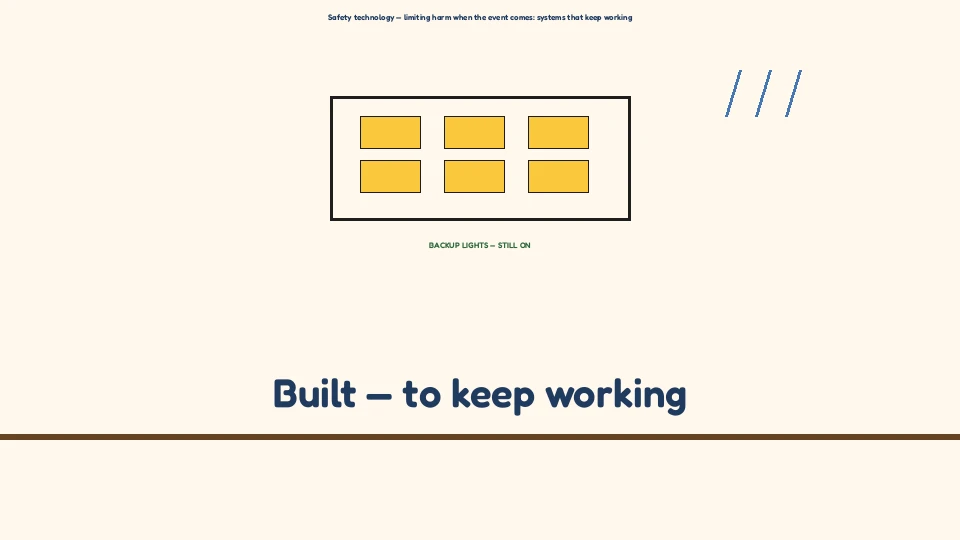 Safety technology — limiting harm when the event comes: systems that keep working
BACKUP LIGHTS — STILL ON
Built — to keep working